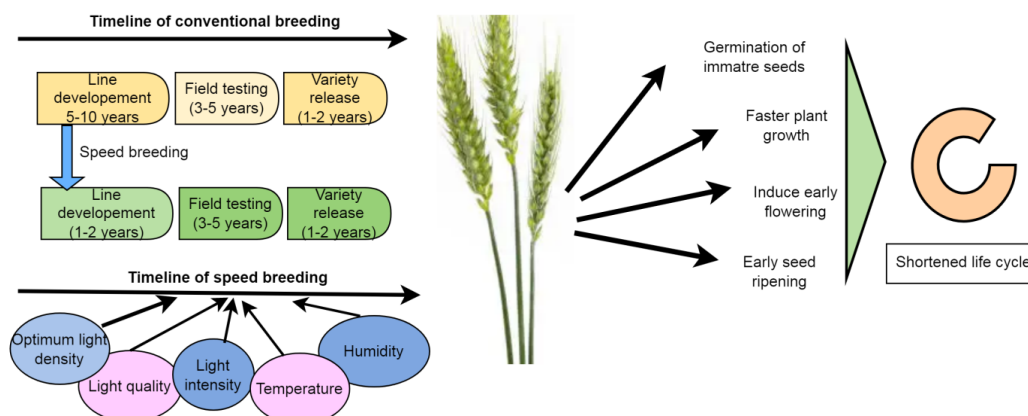 Timeline of conventional breeding
Line
developement
5-10 years
Field testing
(3-5 years)
Variety
release
(1-2 years)
Speed breeding
Line
developement
(1-2 years)
Field testing
(3-5 years)
Variety
release
(1-2 years)
Timeline of speed breeding
Optimum light
density
Light quality
Light
intensity
Temperature
Humidity
Germination of
immatre seeds
Faster plant
growth
Induce early
flowering
Early seed
ripening
Shortened life cycle